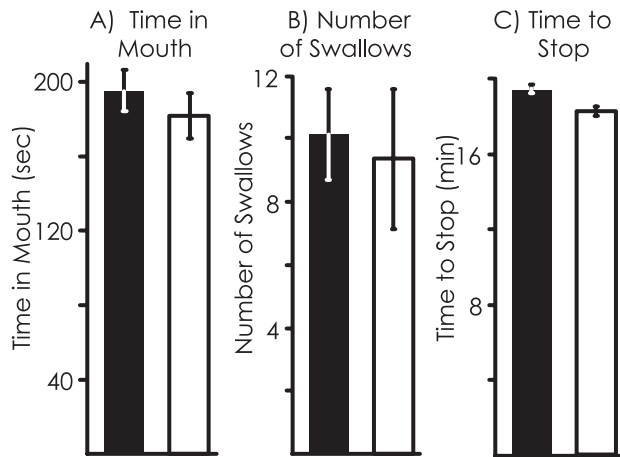 A) Time in
Mouth
B) Number
of Swallows
C) Time to
Stop
Time in Mouth (sec)
200
120
40
Number of Swallows
12
8
4
Time to Stop (min)
16
8